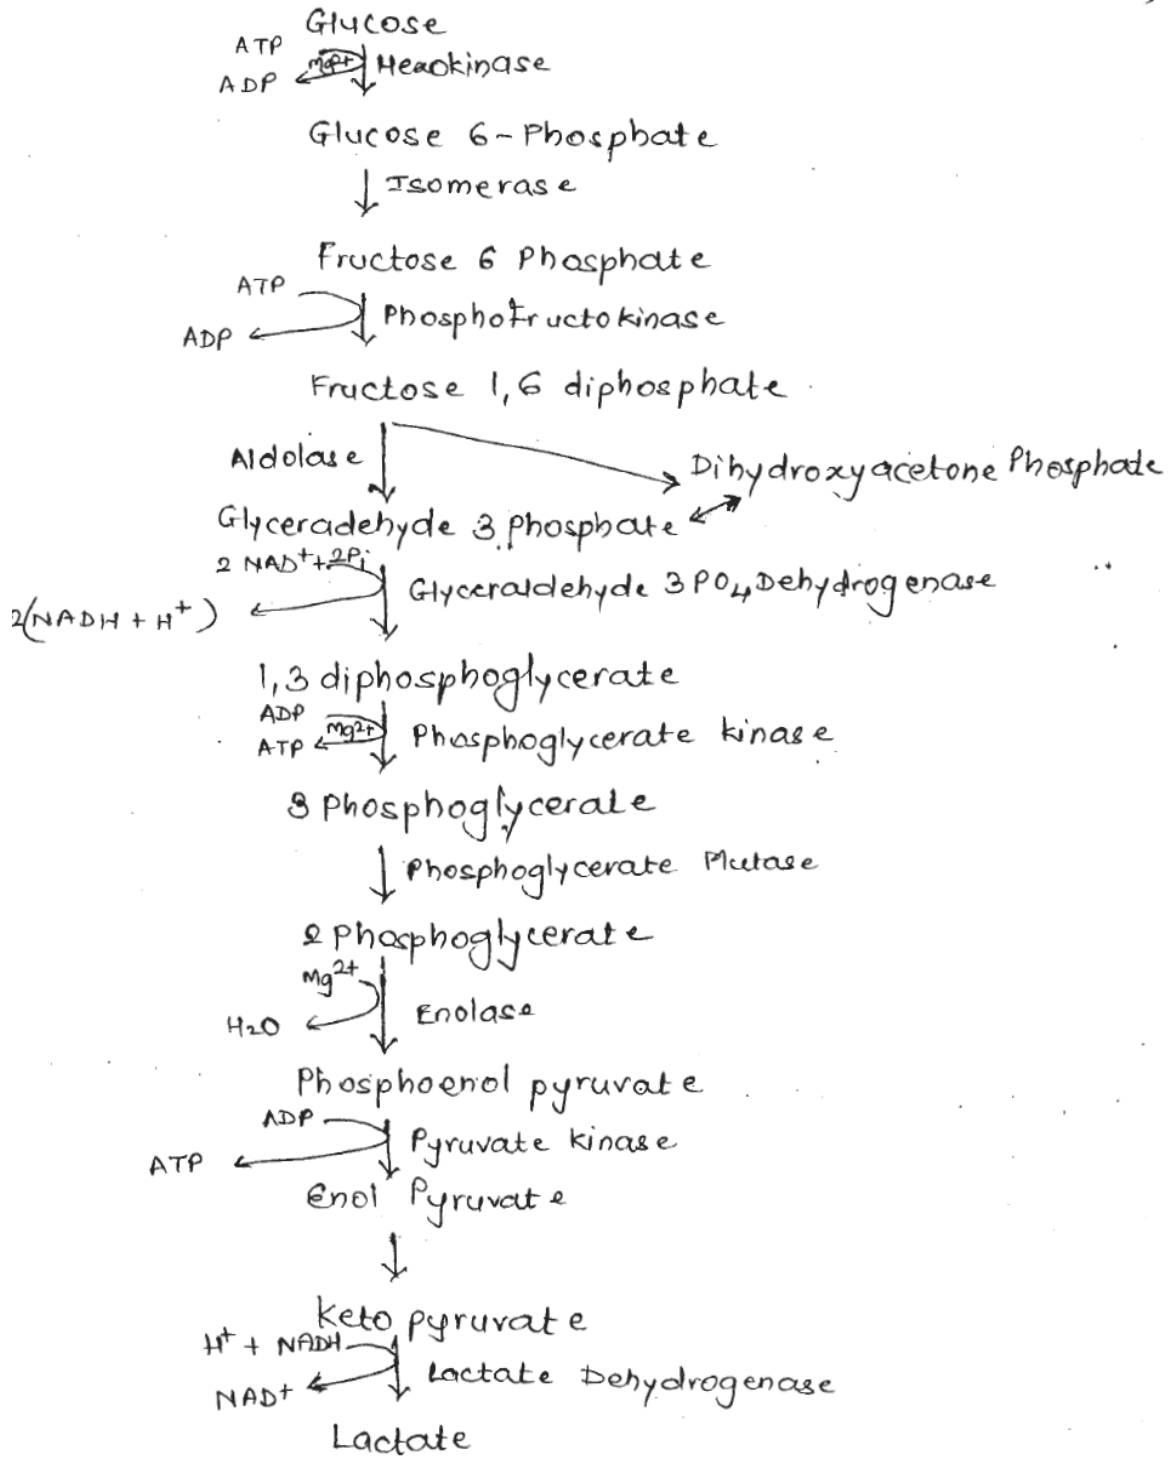 Glucose
ATP
Mg2+
Hexokinase
ADP
Glucose 6-Phosphate
Isomerase
Fructose 6 Phosphate
ATP
Phosphofructokinase
ADP
Fructose 1,6 diphosphate
Aldolase
Dihydroxyacetone Phosphate
Glyceradehyde 3 Phosphate
2 NAD+ + 2Pi
Glyceraldehyde 3 PO4 Dehydrogenase
2(NADH + H+)
1,3 diphosphoglycerate
ADP
Mg2+
Phosphoglycerate kinase
ATP
3 Phosphoglycerate
Phosphoglycerate Mutase
2 Phosphoglycerate
Mg2+
Enolase
H2O
Phosphoenol pyruvate
ADP
Pyruvate kinase
ATP
Enol Pyruvate
Keto pyruvate
H+ + NADH
Lactate Dehydrogenase
NAD+
Lactate